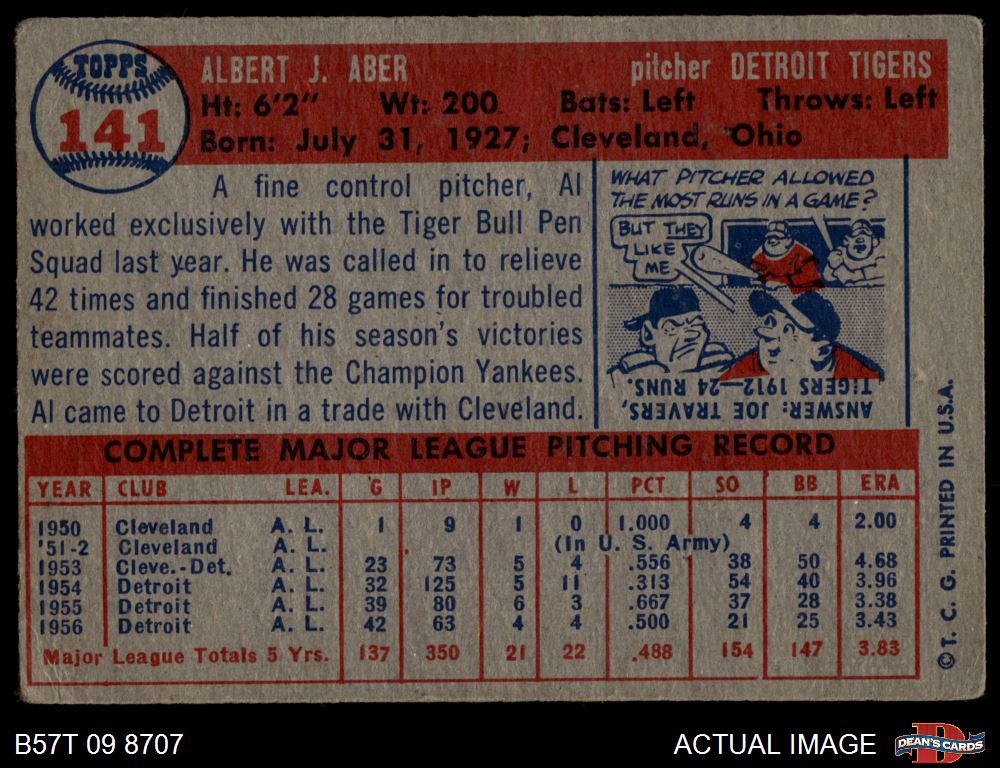 TOPPS
141
ALBERT J. ABER pitcher DETROIT TIGERS
Ht: 6'2" Wt: 200 Bats: Left Throws: Left
Born: July 31, 1927; Cleveland, Ohio
A fine control pitcher, Al
worked exclusively with the Tiger Bull Pen
Squad last year. He was called in to relieve
42 times and finished 28 games for troubled
teammates. Half of his season's victories
were scored against the Champion Yankees.
Al came to Detroit in a trade with Cleveland.
WHAT PITCHER ALLOWED
THE MOST RUNS IN A GAME?
BUT THEY
LIKE
ME
ANSWER: JOE TRAVERS,
TIGERS 1912—24 RUNS.
COMPLETE MAJOR LEAGUE PITCHING RECORD
YEAR CLUB LEA. G IP W L PCT SO BB ERA
1950 Cleveland A. L. 1 9 1 0 1.000 4 4 2.00
'51-2 Cleveland A. L. (In U. S. Army)
1953 Cleve.-Det. A. L. 23 73 5 4 .556 38 50 4.68
1954 Detroit A. L. 32 125 5 11 .313 54 40 3.96
1955 Detroit A. L. 39 80 6 3 .667 37 28 3.38
1956 Detroit A. L. 42 63 4 4 .500 21 25 3.43
Major League Totals 5 Yrs. 137 350 21 22 .488 154 147 3.83
© T. C. G. PRINTED IN U.S.A.
B57T 09 8707
ACTUAL IMAGE
DEAN'S CARDS